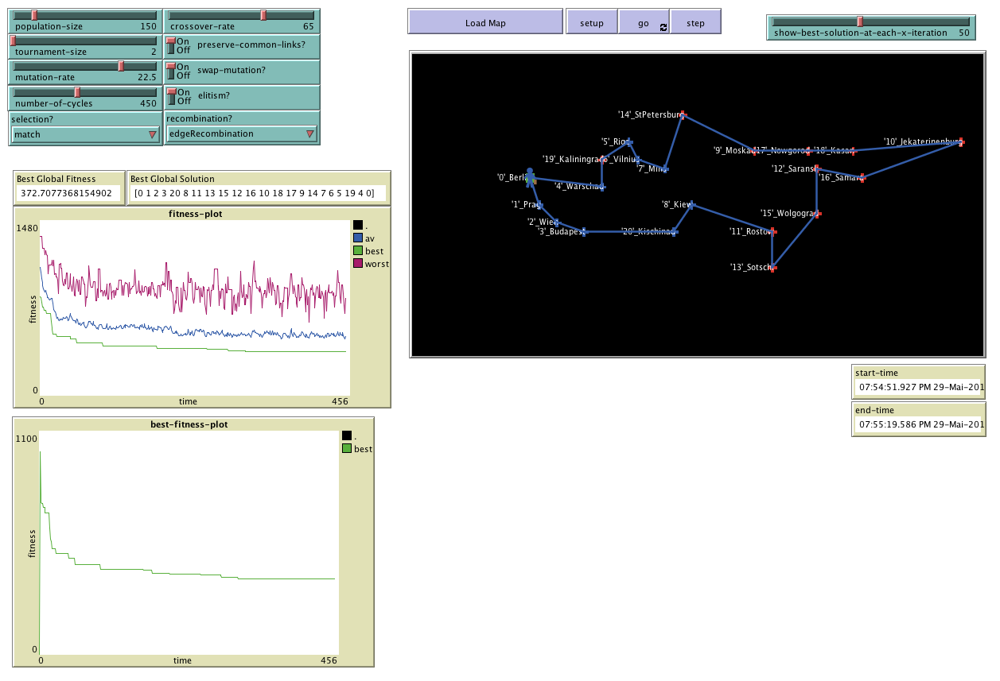 population-size 150
crossover-rate 65
tournament-size 2
On
Off
preserve-common-links?
mutation-rate 22.5
On
Off
swap-mutation?
number-of-cycles 450
On
Off
elitism?
selection?
match
recombination?
edgeRecombination
Load Map
setup
go
step
show-best-solution-at-each-x-iteration 50
Best Global Fitness
372.7077368154902
Best Global Solution
[0 1 2 3 20 8 11 13 15 12 16 10 18 17 9 14 7 6 5 19 4 0]
fitness-plot
1480
fitness
0
0
time
456
.
av
best
worst
best-fitness-plot
1100
fitness
0
0
time
456
.
best
'14'_StPetersburg
'5'_Riga
'9'_Moskau
'17'_Nowgorod
'18'_Kasan
'10'_Jekaterinenburg
'19'_Kaliningrad
'6'_Vilnius
'7'_Minsk
'12'_Saransk
'16'_Samara
'0'_Berlin
'4'_Warschau
'1'_Prag
'8'_Kiew
'15'_Wolgograd
'2'_Wien
'3'_Budapest
'20'_Kischinau
'11'_Rostov
'13'_Sotschi
start-time
07:54:51.927 PM 29-Mai-201
end-time
07:55:19.586 PM 29-Mai-201